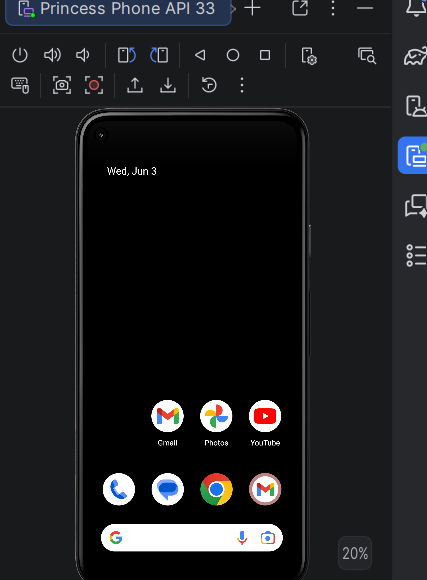 Princess Phone API 33
Wed, Jun 3
Gmail
Photos
YouTube
20%